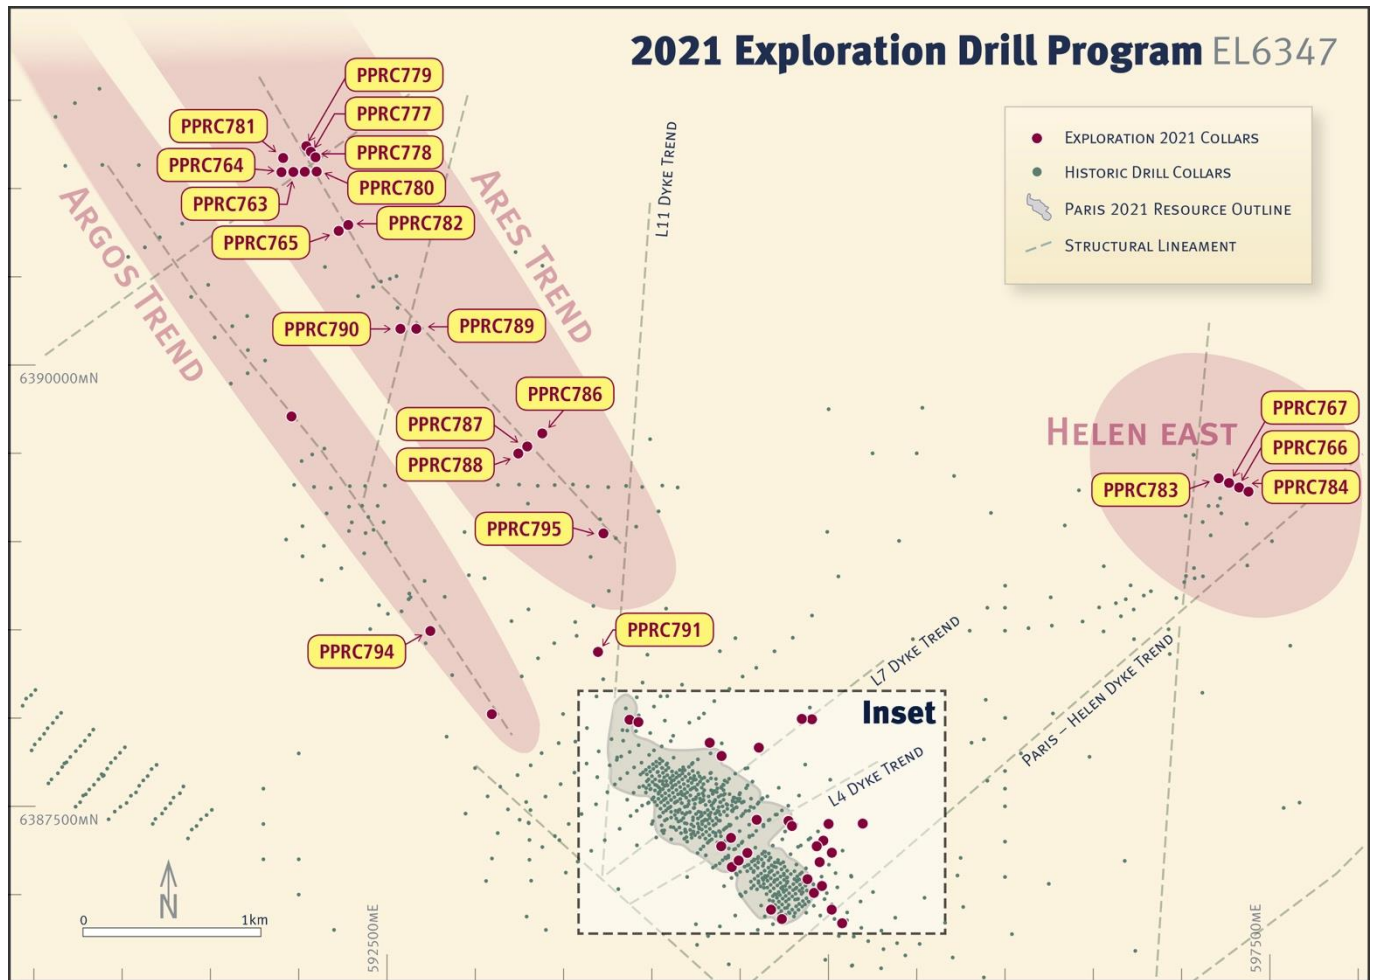 2021 Exploration Drill Program EL6347
Exploration 2021 Collars
Historic Drill Collars
Paris 2021 Resource Outline
Structural Lineament
PPRC779
PPRC777
PPRC781
PPRC778
PPRC764
PPRC780
PPRC763
PPRC782
PPRC765
Argos Trend
Ares Trend
L11 Dyke Trend
PPRC790
PPRC789
6390000mN
PPRC786
PPRC787
PPRC788
PPRC795
Helen East
PPRC767
PPRC766
PPRC783
PPRC784
PPRC791
PPRC794
L7 Dyke Trend
Paris – Helen Dyke Trend
Inset
L4 Dyke Trend
6387500mN
N
0 1km
592500mE
597500mE